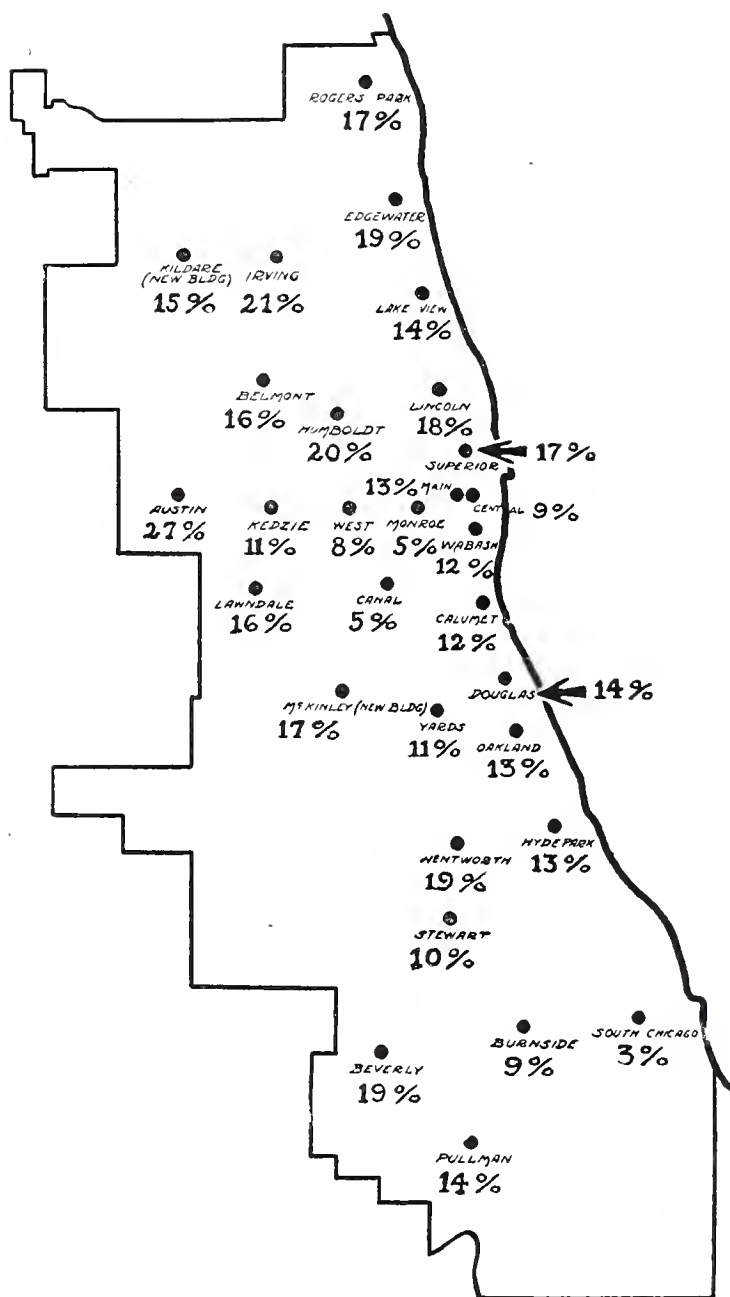 ROGERS PARK
17%
EDGEWATER
19%
KILDARE
(NEW BLDG)
15%
IRVING
21%
LAKE VIEW
14%
BELMONT
16%
HUMBOLDT
20%
LINCOLN
18%
SUPERIOR
17%
13% MAIN
CENTRAL 9%
AUSTIN
27%
KEDZIE
11%
WEST
8%
MONROE
5%
WABASH
12%
LAWNDALE
16%
CANAL
5%
CALUMET
12%
DOUGLAS
14%
McKINLEY (NEW BLDG)
17%
YARDS
11%
OAKLAND
13%
HYDE PARK
13%
WENTWORTH
19%
STEWART
10%
SOUTH CHICAGO
3%
BURNSIDE
9%
BEVERLY
19%
PULLMAN
14%